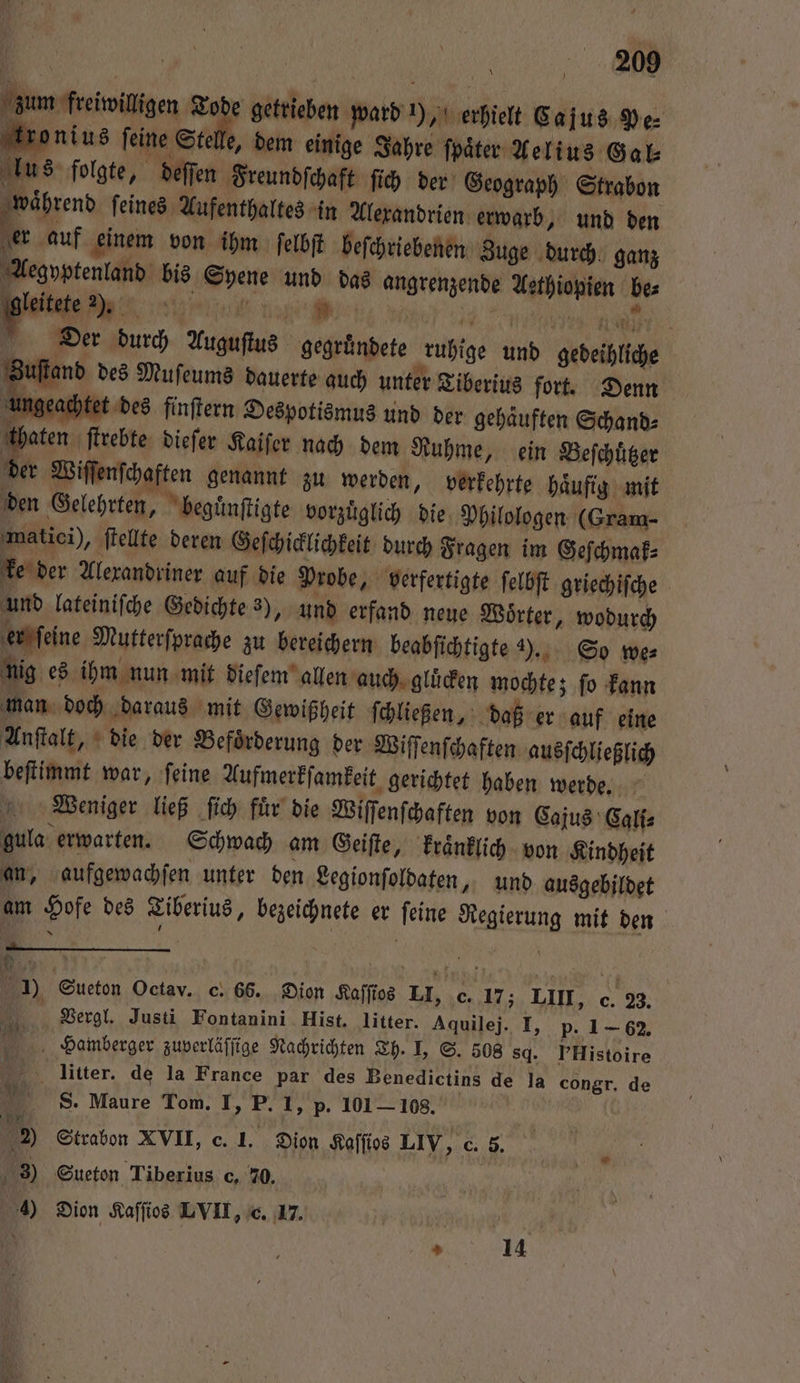 209
zum freiwilligen Tode getrieben ward ¹), erhielt Cajus Pe-
tronius ſeine Stelle, dem einige Jahre ſpäter Aelius Gal-
lus folgte, deſſen Freundſchaft ſich der Geograph Strabon
während ſeines Aufenthaltes in Alexandrien erwarb, und den
er auf einem von ihm ſelbſt beſchriebenen Zuge durch ganz
Aegyptenland bis Syene und das angrenzende Aethiopien be-
gleitete ²).
Der durch Auguſtus gegründete ruhige und gedeihliche
Zuſtand des Muſeums dauerte auch unter Tiberius fort. Denn
ungeachtet des finſtern Despotismus und der gehäuften Schand-
thaten ſtrebte dieſer Kaiſer nach dem Ruhme, ein Beſchützer
der Wiſſenſchaften genannt zu werden, verkehrte häufig mit
den Gelehrten, begünſtigte vorzüglich die Philologen (Gram-
matici), ſtellte deren Geſchicklichkeit durch Fragen im Geſchmak-
ke der Alexandriner auf die Probe, verfertigte ſelbſt griechiſche
und lateiniſche Gedichte ³), und erfand neue Wörter, wodurch
er ſeine Mutterſprache zu bereichern beabſichtigte ⁴). So we-
nig es ihm nun mit dieſem allen auch glücken mochte; ſo kann
man doch daraus mit Gewißheit ſchließen, daß er auf eine
Anſtalt, die der Beförderung der Wiſſenſchaften ausſchließlich
beſtimmt war, ſeine Aufmerkſamkeit gerichtet haben werde.
Weniger ließ ſich für die Wiſſenſchaften von Cajus Cali-
gula erwarten. Schwach am Geiſte, kränklich von Kindheit
an, aufgewachſen unter den Legionſoldaten, und ausgebildet
am Hofe des Tiberius, bezeichnete er ſeine Regierung mit den
1) Sueton Octav. c. 66. Dion Kaſſios LI, c. 17; LIII, c. 23.
Vergl. Justi Fontanini Hist. litter. Aquilej. I, p. 1—62.
Hamberger zuverläſſige Nachrichten Th. I, S. 508 sq. l'Histoire
litter. de la France par des Benedictins de la congr. de
S. Maure Tom. I, P. 1, p. 101—108.
2) Strabon XVII, c. 1. Dion Kaſſios LIV, c. 5.
3) Sueton Tiberius c. 70.
4) Dion Kaſſios LVII, c. 17.
14